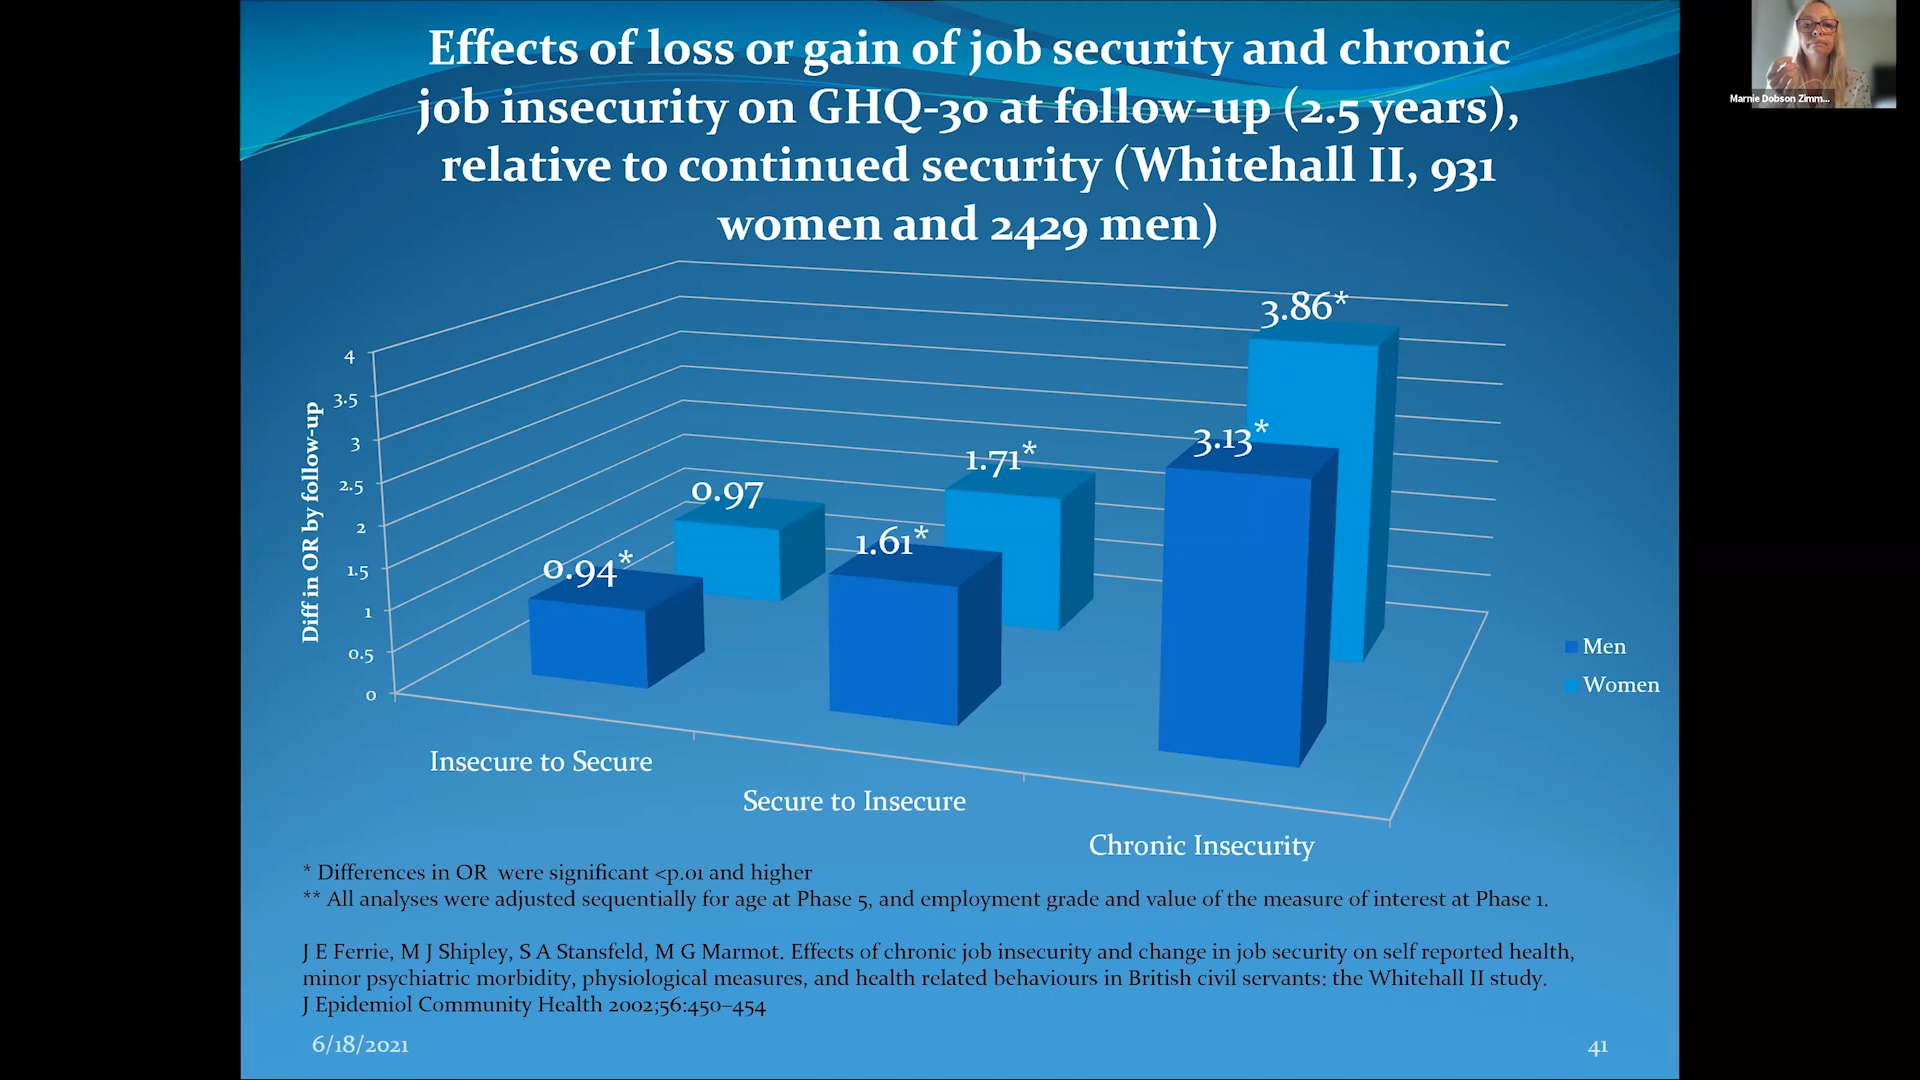 Effects of loss or gain of job security and chronic
job insecurity on GHQ-30 at follow-up (2.5 years),
relative to continued security (Whitehall II, 931
women and 2429 men)
Marnie Dobson Zimm...
4
3.5
3
2.5
2
1.5
1
0.5
0
Diff in OR by follow-up
0.94*
0.97
1.61*
1.71*
3.13*
3.86*
Men
Women
Insecure to Secure
Secure to Insecure
Chronic Insecurity
* Differences in OR were significant <p.01 and higher
** All analyses were adjusted sequentially for age at Phase 5, and employment grade and value of the measure of interest at Phase 1.
J E Ferrie, M J Shipley, S A Stansfeld, M G Marmot. Effects of chronic job insecurity and change in job security on self reported health,
minor psychiatric morbidity, physiological measures, and health related behaviours in British civil servants: the Whitehall II study.
J Epidemiol Community Health 2002;56:450–454
6/18/2021
41